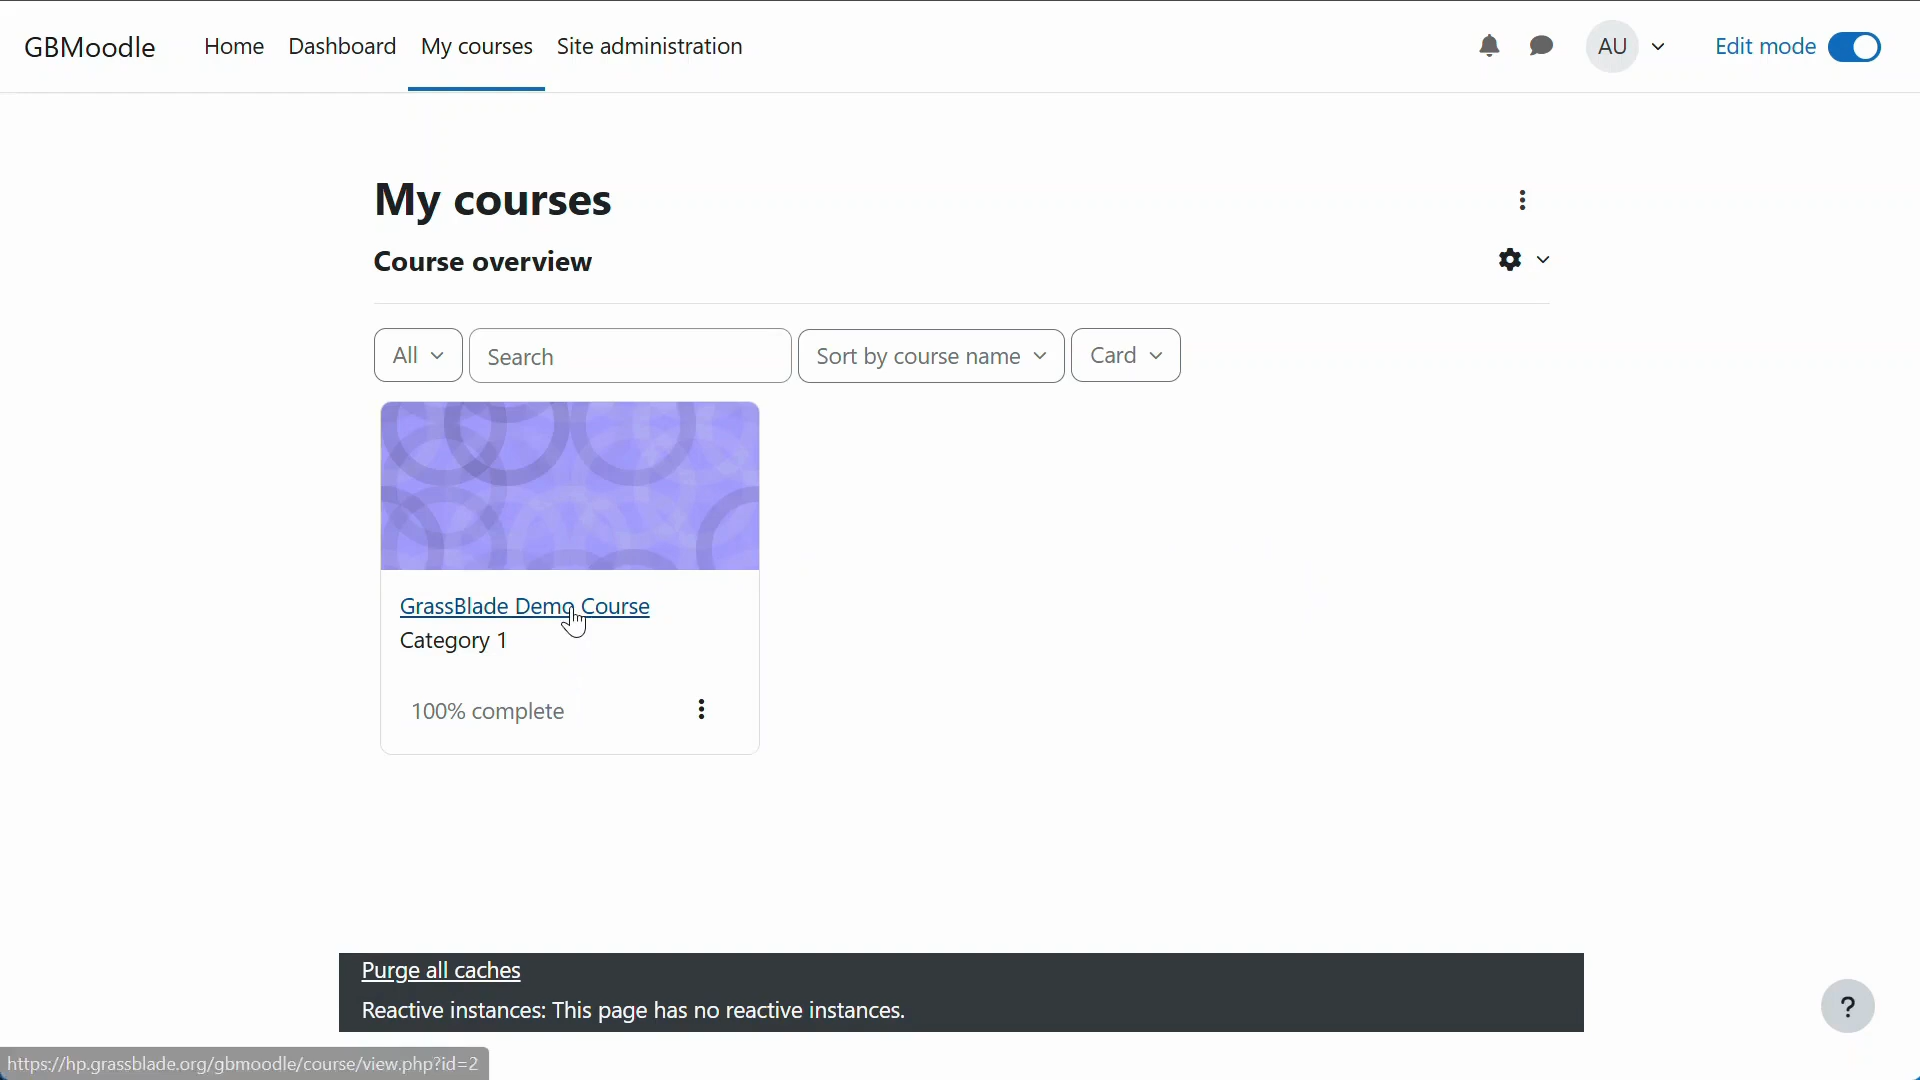 GBMoodle Home Dashboard My courses Site administration AU Edit mode
My courses
Course overview
All Search Sort by course name Card
GrassBlade Demo Course
Category 1
100% complete
Purge all caches
Reactive instances: This page has no reactive instances.
?
https://hp.grassblade.org/gbmoodle/course/view.php?id=2